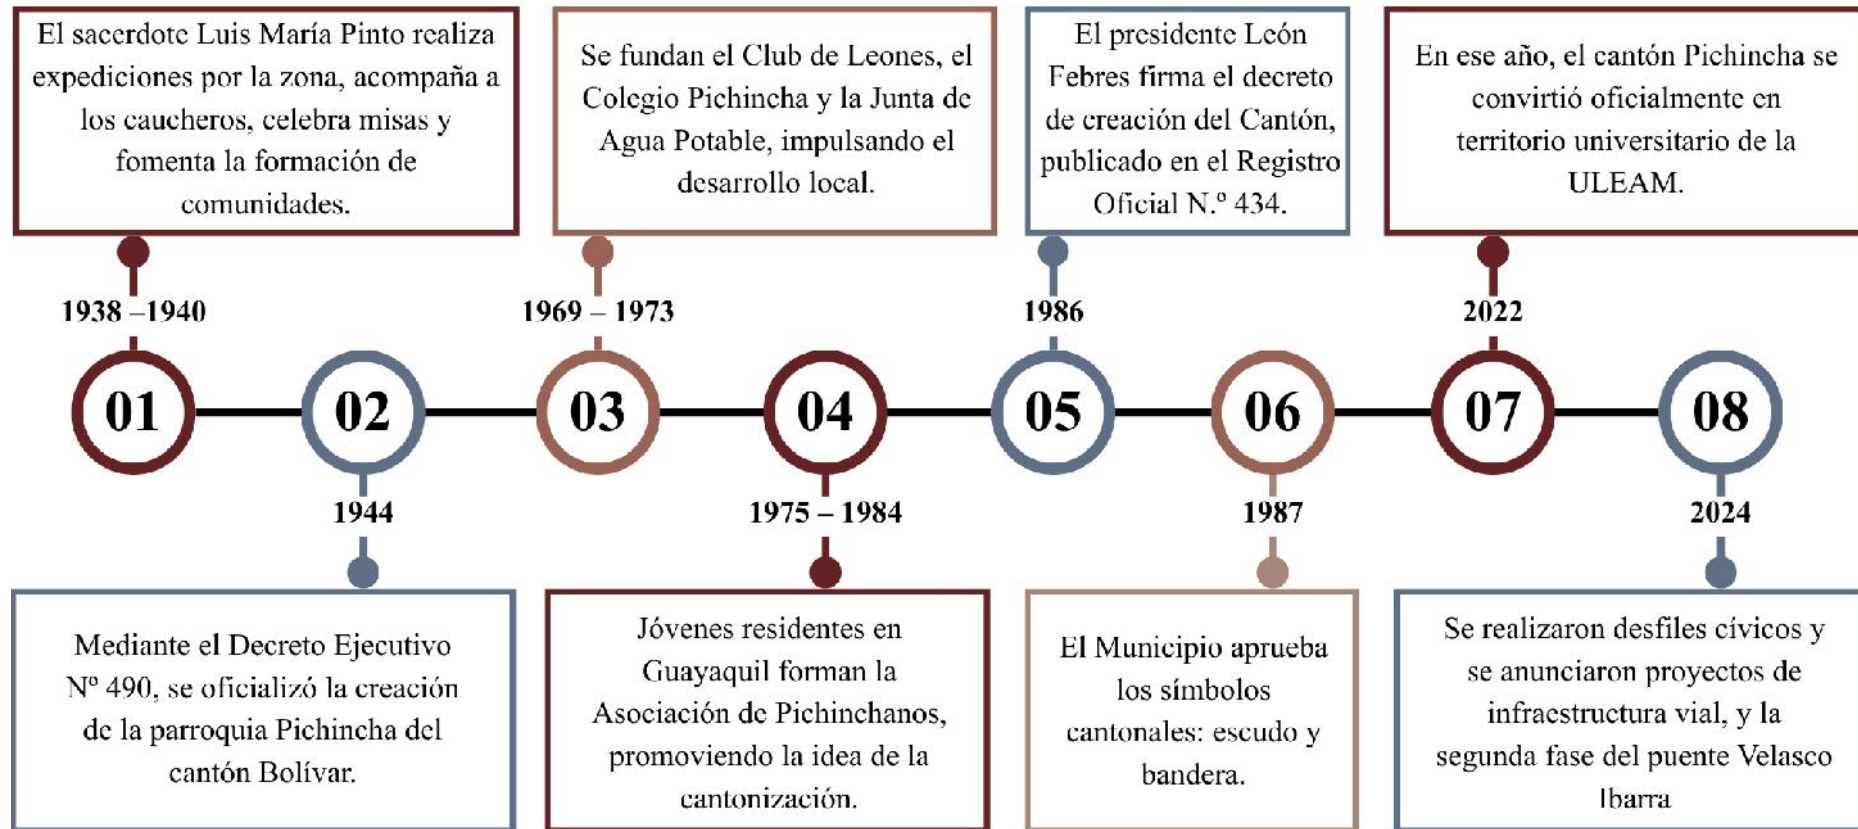 El sacerdote Luis María Pinto realiza
expediciones por la zona, acompaña a
los caucheros, celebra misas y
fomenta la formación de
comunidades.
1938 –1940
01
Mediante el Decreto Ejecutivo
Nº 490, se oficializó la creación
de la parroquia Pichincha del
cantón Bolívar.
1944
02
Se fundan el Club de Leones, el
Colegio Pichincha y la Junta de
Agua Potable, impulsando el
desarrollo local.
1969 – 1973
03
Jóvenes residentes en
Guayaquil forman la
Asociación de Pichinchanos,
promoviendo la idea de la
cantonización.
1975 – 1984
04
El presidente León
Febres firma el decreto
de creación del Cantón,
publicado en el Registro
Oficial N.º 434.
1986
05
El Municipio aprueba
los símbolos
cantonales: escudo y
bandera.
1987
06
En ese año, el cantón Pichincha se
convirtió oficialmente en
territorio universitario de la
ULEAM.
2022
07
Se realizaron desfiles cívicos y
se anunciaron proyectos de
infraestructura vial, y la
segunda fase del puente Velasco
Ibarra
2024
08